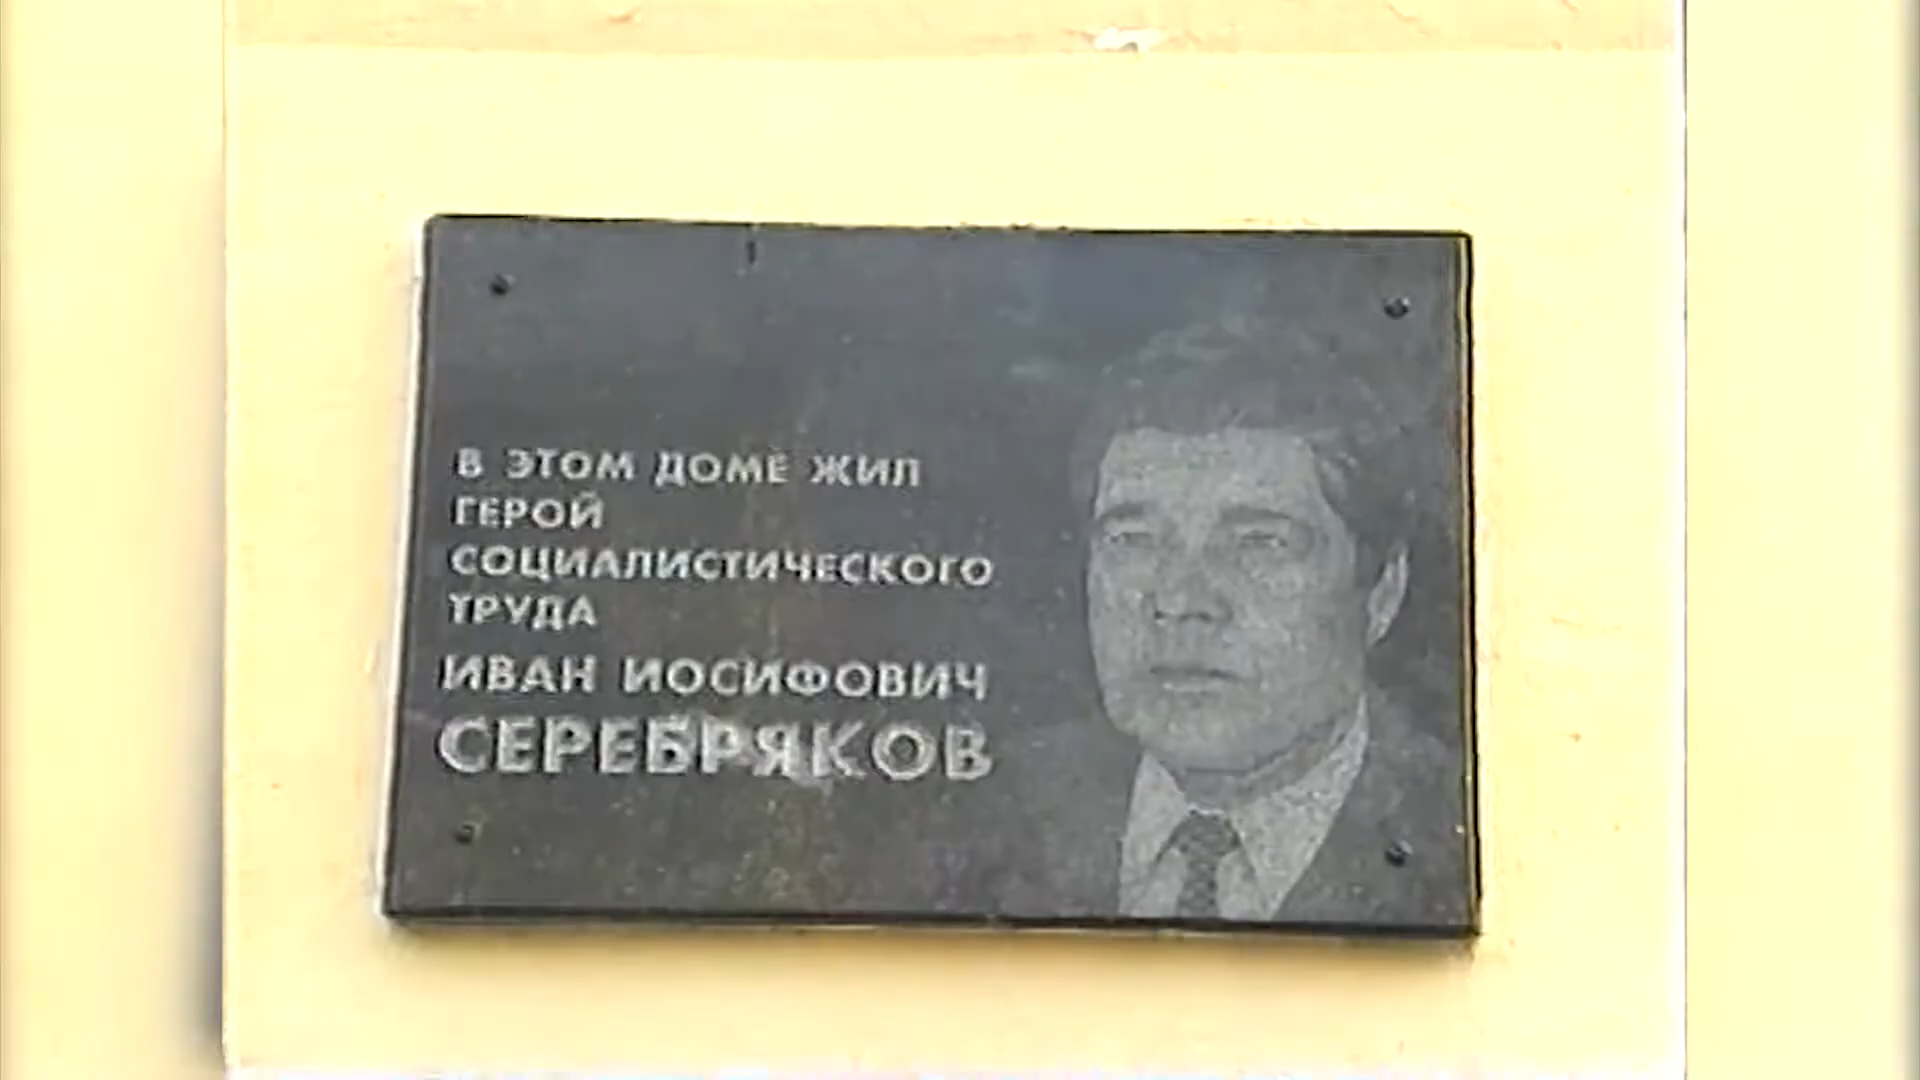 В ЭТОМ ДОМЕ ЖИЛ
ГЕРОЙ
СОЦИАЛИСТИЧЕСКОГО
ТРУДА
ИВАН ИОСИФОВИЧ
СЕРЕБРЯКОВ